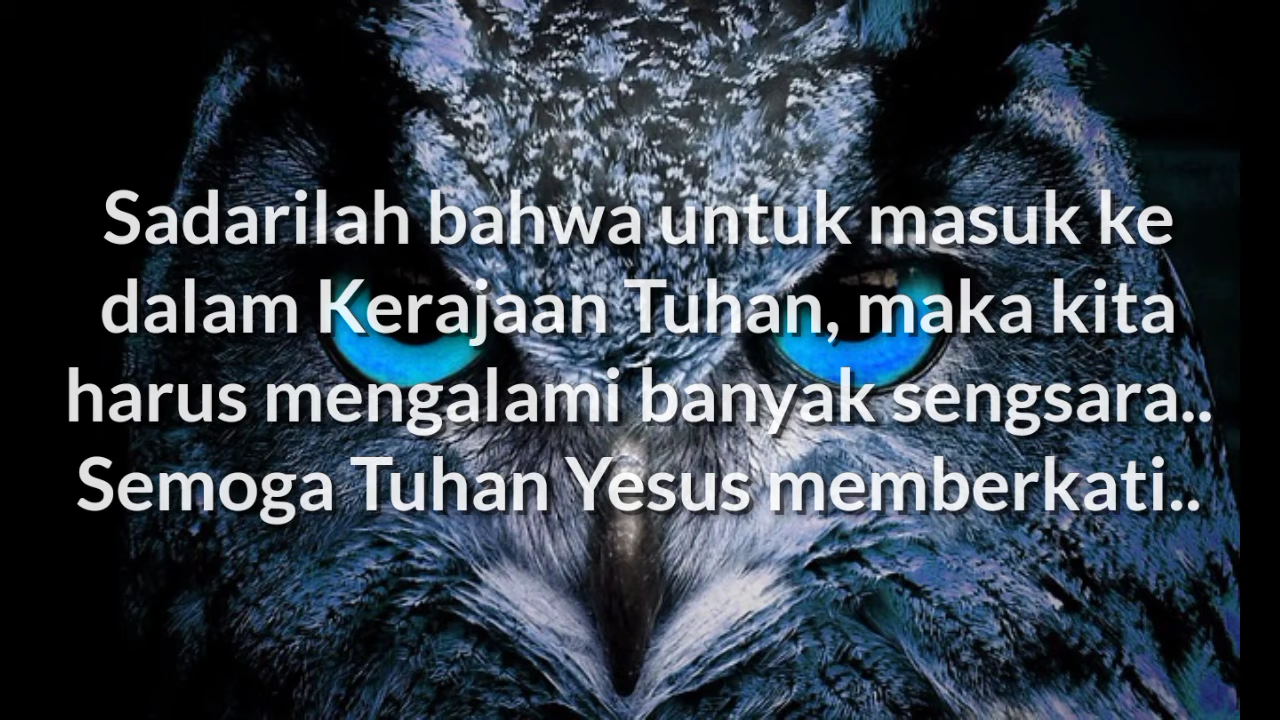 Sadarilah bahwa untuk masuk ke
dalam Kerajaan Tuhan, maka kita
harus mengalami banyak sengsara..
Semoga Tuhan Yesus memberkati..